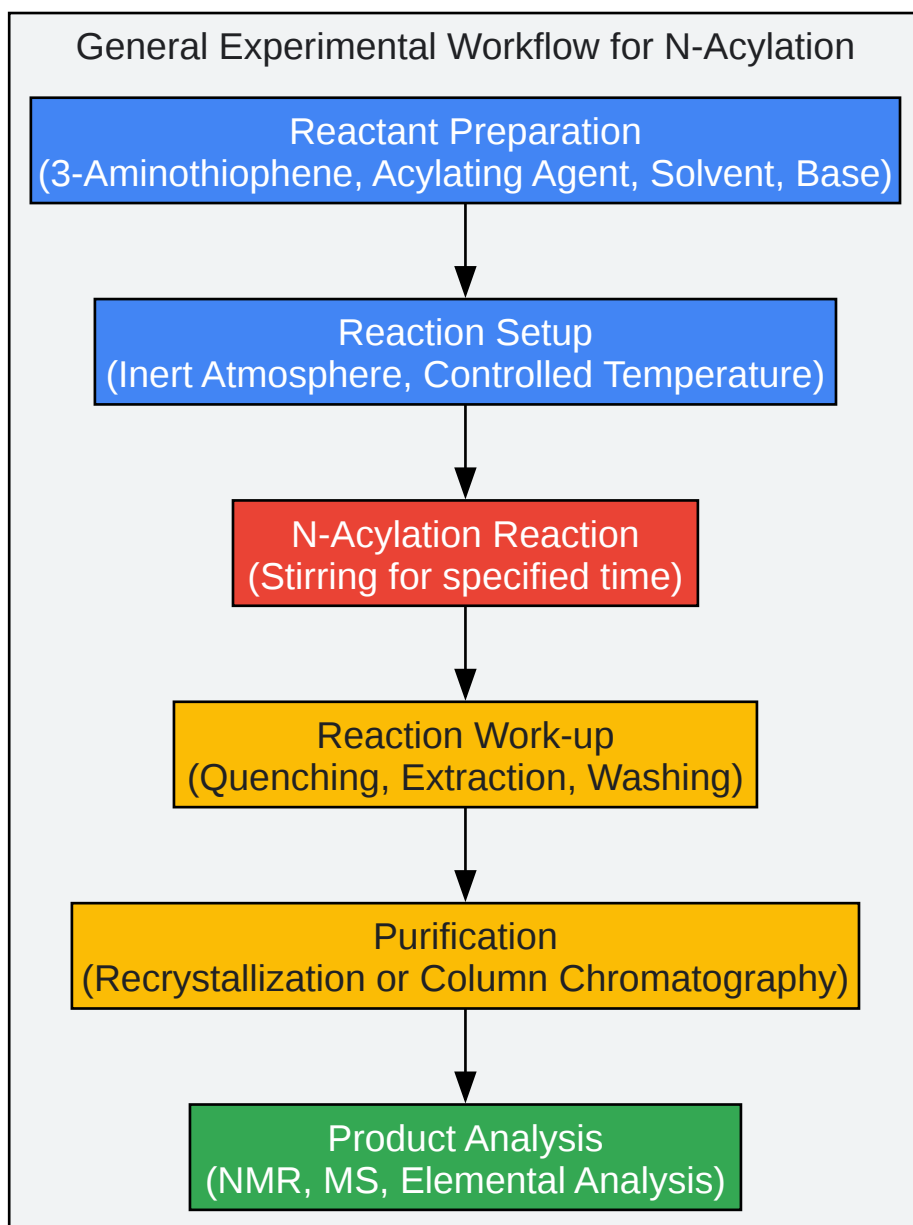 General Experimental Workflow for N-Acylation
Reactant Preparation
(3-Aminothiophene, Acylating Agent, Solvent, Base)
Reaction Setup
(Inert Atmosphere, Controlled Temperature)
N-Acylation Reaction
(Stirring for specified time)
Reaction Work-up
(Quenching, Extraction, Washing)
Purification
(Recrystallization or Column Chromatography)
Product Analysis
(NMR, MS, Elemental Analysis)